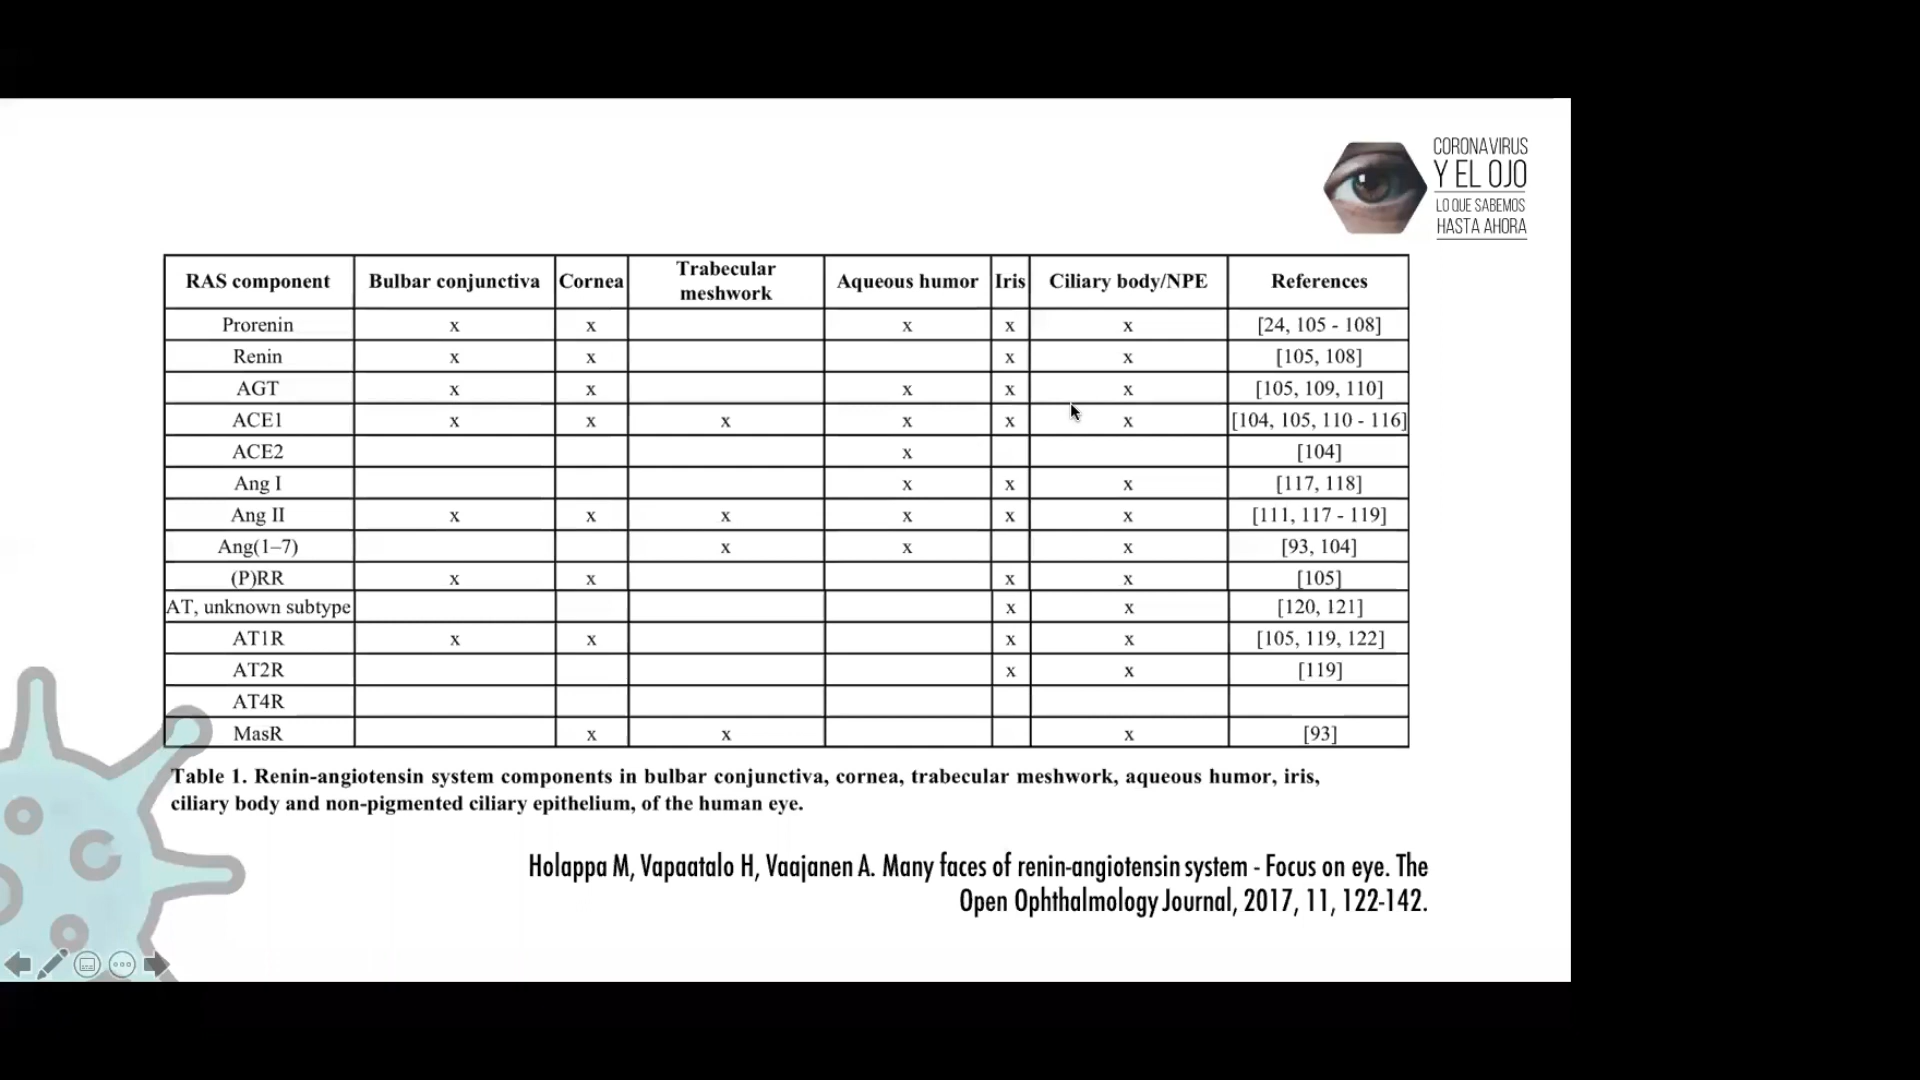 CORONAVIRUS
Y EL OJO
LO QUE SABEMOS
HASTA AHORA
RAS component Bulbar conjunctiva Cornea Trabecular meshwork Aqueous humor Iris Ciliary body/NPE References
Prorenin x x x x x [24, 105 - 108]
Renin x x x x [105, 108]
AGT x x x x x [105, 109, 110]
ACE1 x x x x x x [104, 105, 110 - 116]
ACE2 x [104]
Ang I x x x [117, 118]
Ang II x x x x x x [111, 117 - 119]
Ang(1–7) x x x [93, 104]
(P)RR x x x x [105]
AT, unknown subtype x x [120, 121]
AT1R x x x x [105, 119, 122]
AT2R x x [119]
AT4R
MasR x x x [93]
Table 1. Renin-angiotensin system components in bulbar conjunctiva, cornea, trabecular meshwork, aqueous humor, iris,
ciliary body and non-pigmented ciliary epithelium, of the human eye.
Holappa M, Vapaatalo H, Vaajanen A. Many faces of renin-angiotensin system - Focus on eye. The
Open Ophthalmology Journal, 2017, 11, 122-142.